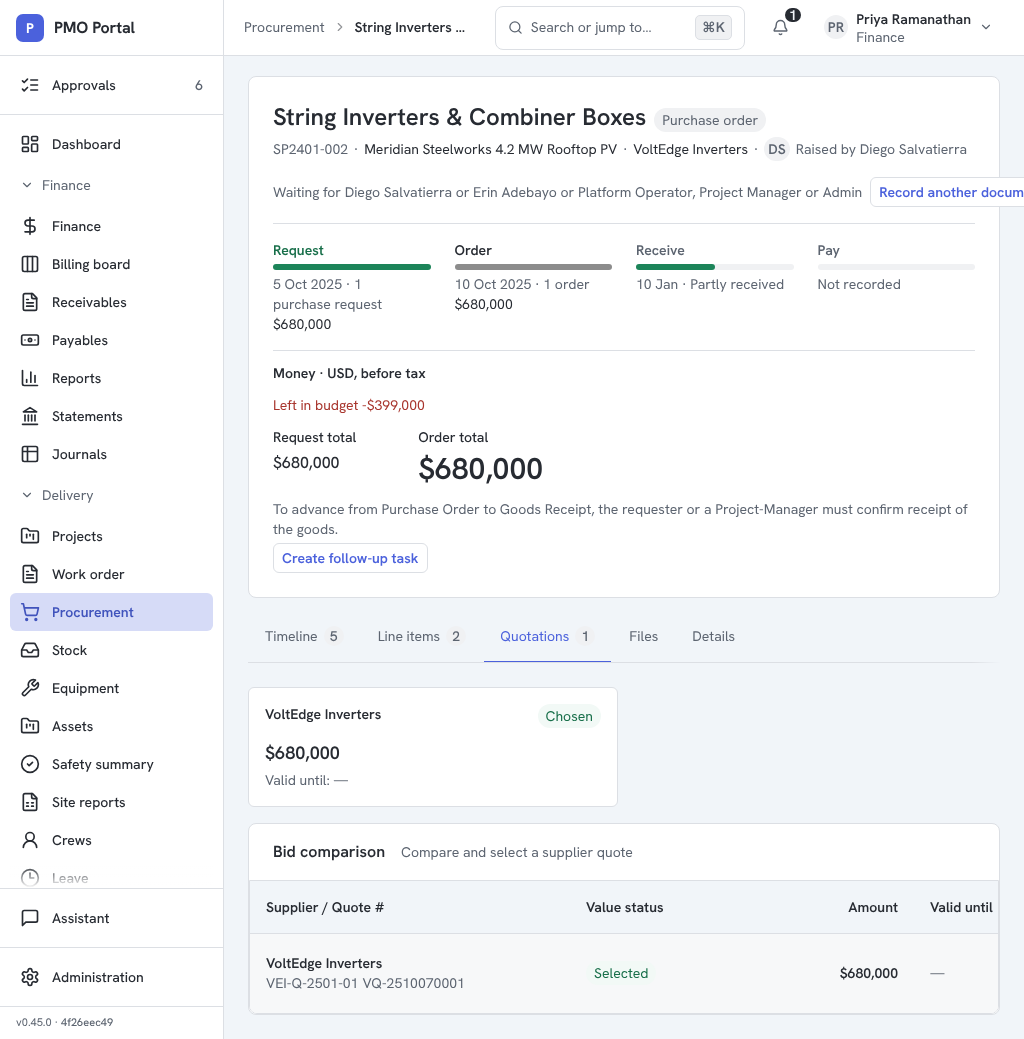 P PMO Portal
Procurement > String Inverters ...
Search or jump to... ⌘K
1
PR Priya Ramanathan
Finance
Approvals 6
Dashboard
Finance
Finance
Billing board
Receivables
Payables
Reports
Statements
Journals
Delivery
Projects
Work order
Procurement
Stock
Equipment
Assets
Safety summary
Site reports
Crews
Leave
Assistant
Administration
v0.45.0 · 4f26eec49
String Inverters & Combiner Boxes Purchase order
SP2401-002 · Meridian Steelworks 4.2 MW Rooftop PV · VoltEdge Inverters · DS Raised by Diego Salvatierra
Waiting for Diego Salvatierra or Erin Adebayo or Platform Operator, Project Manager or Admin Record another docum
Request Order Receive Pay
5 Oct 2025 · 1 10 Oct 2025 · 1 order 10 Jan · Partly received Not recorded
purchase request $680,000
$680,000
Money · USD, before tax
Left in budget -$399,000
Request total Order total
$680,000 $680,000
To advance from Purchase Order to Goods Receipt, the requester or a Project-Manager must confirm receipt of
the goods.
Create follow-up task
Timeline 5 Line items 2 Quotations 1 Files Details
VoltEdge Inverters Chosen
$680,000
Valid until: —
Bid comparison Compare and select a supplier quote
Supplier / Quote # Value status Amount Valid until
VoltEdge Inverters
VEI-Q-2501-01 VQ-2510070001 Selected $680,000 —